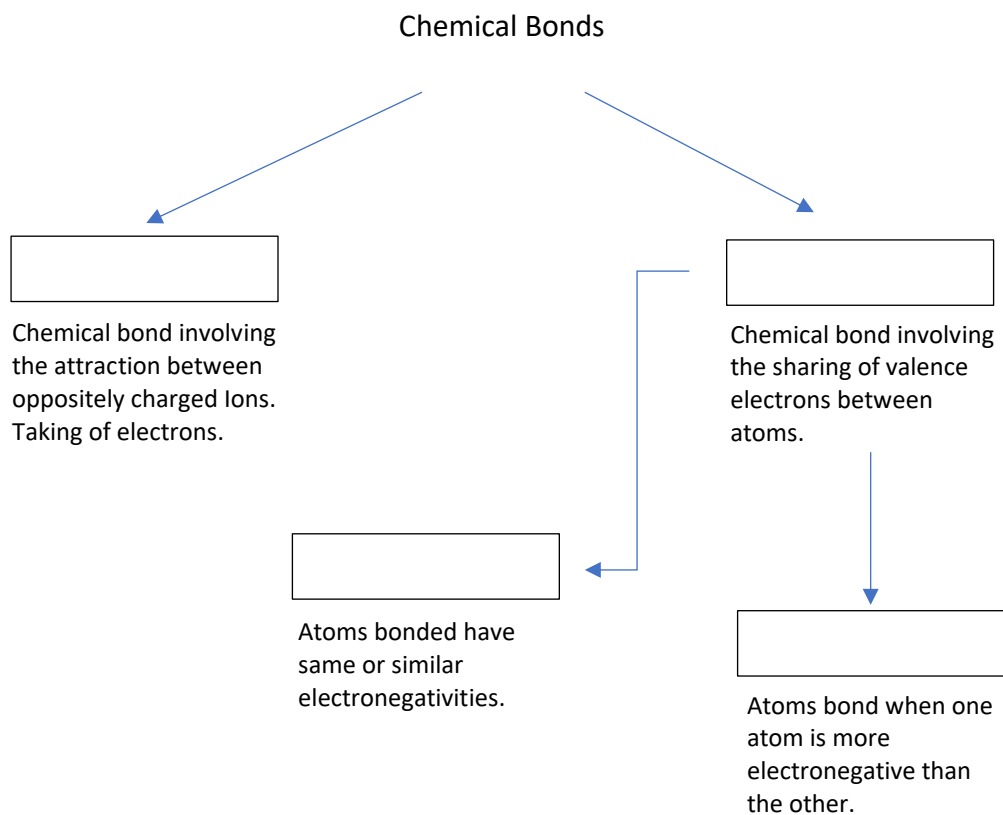 Chemical Bonds
Chemical bond involving
the attraction between
oppositely charged Ions.
Taking of electrons.
Chemical bond involving
the sharing of valence
electrons between
atoms.
Atoms bonded have
same or similar
electronegativities.
Atoms bond when one
atom is more
electronegative than
the other.